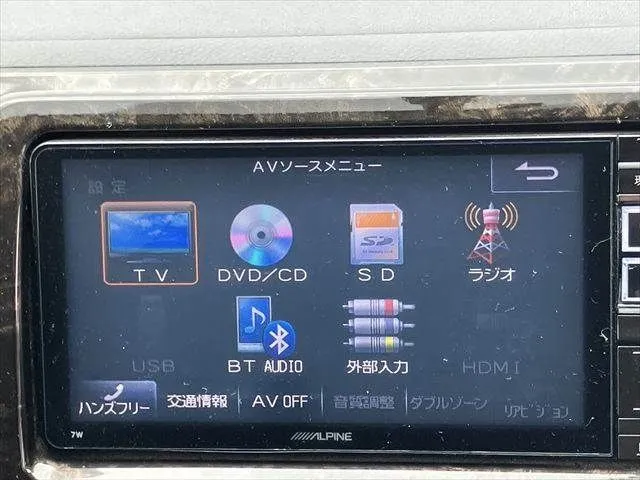 AVソースメニュー
設定
TV
DVD/CD
SD
ラジオ
USB
BT AUDIO
外部入力
HDMI
ハンズフリー
交通情報
AV OFF
音質調整
ダブルゾーン
リアビジョン
7W
ALPINE